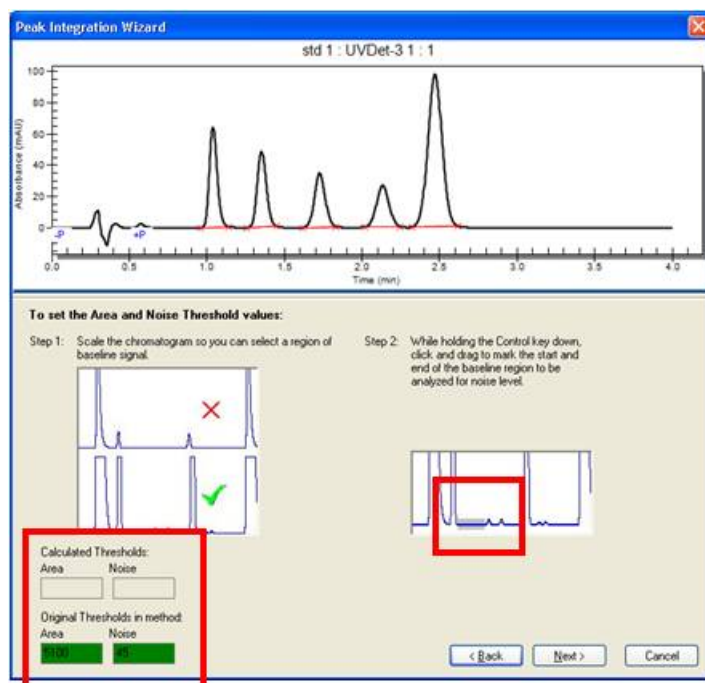 Peak Integration Wizard
std 1 : UVDet-3 1 : 1
Absorbance (mAU)
100
80
60
40
20
0
-P
+P
0.0 0.5 1.0 1.5 2.0 2.5 3.0 3.5 4.0
Time (min)
To set the Area and Noise Threshold values:
Step 1: Scale the chromatogram so you can select a region of
baseline signal.
Step 2: While holding the Control key down,
click and drag to mark the start and
end of the baseline region to be
analyzed for noise level.
Calculated Thresholds:
Area Noise
Original Thresholds in method:
Area Noise
5100 45
< Back Next > Cancel